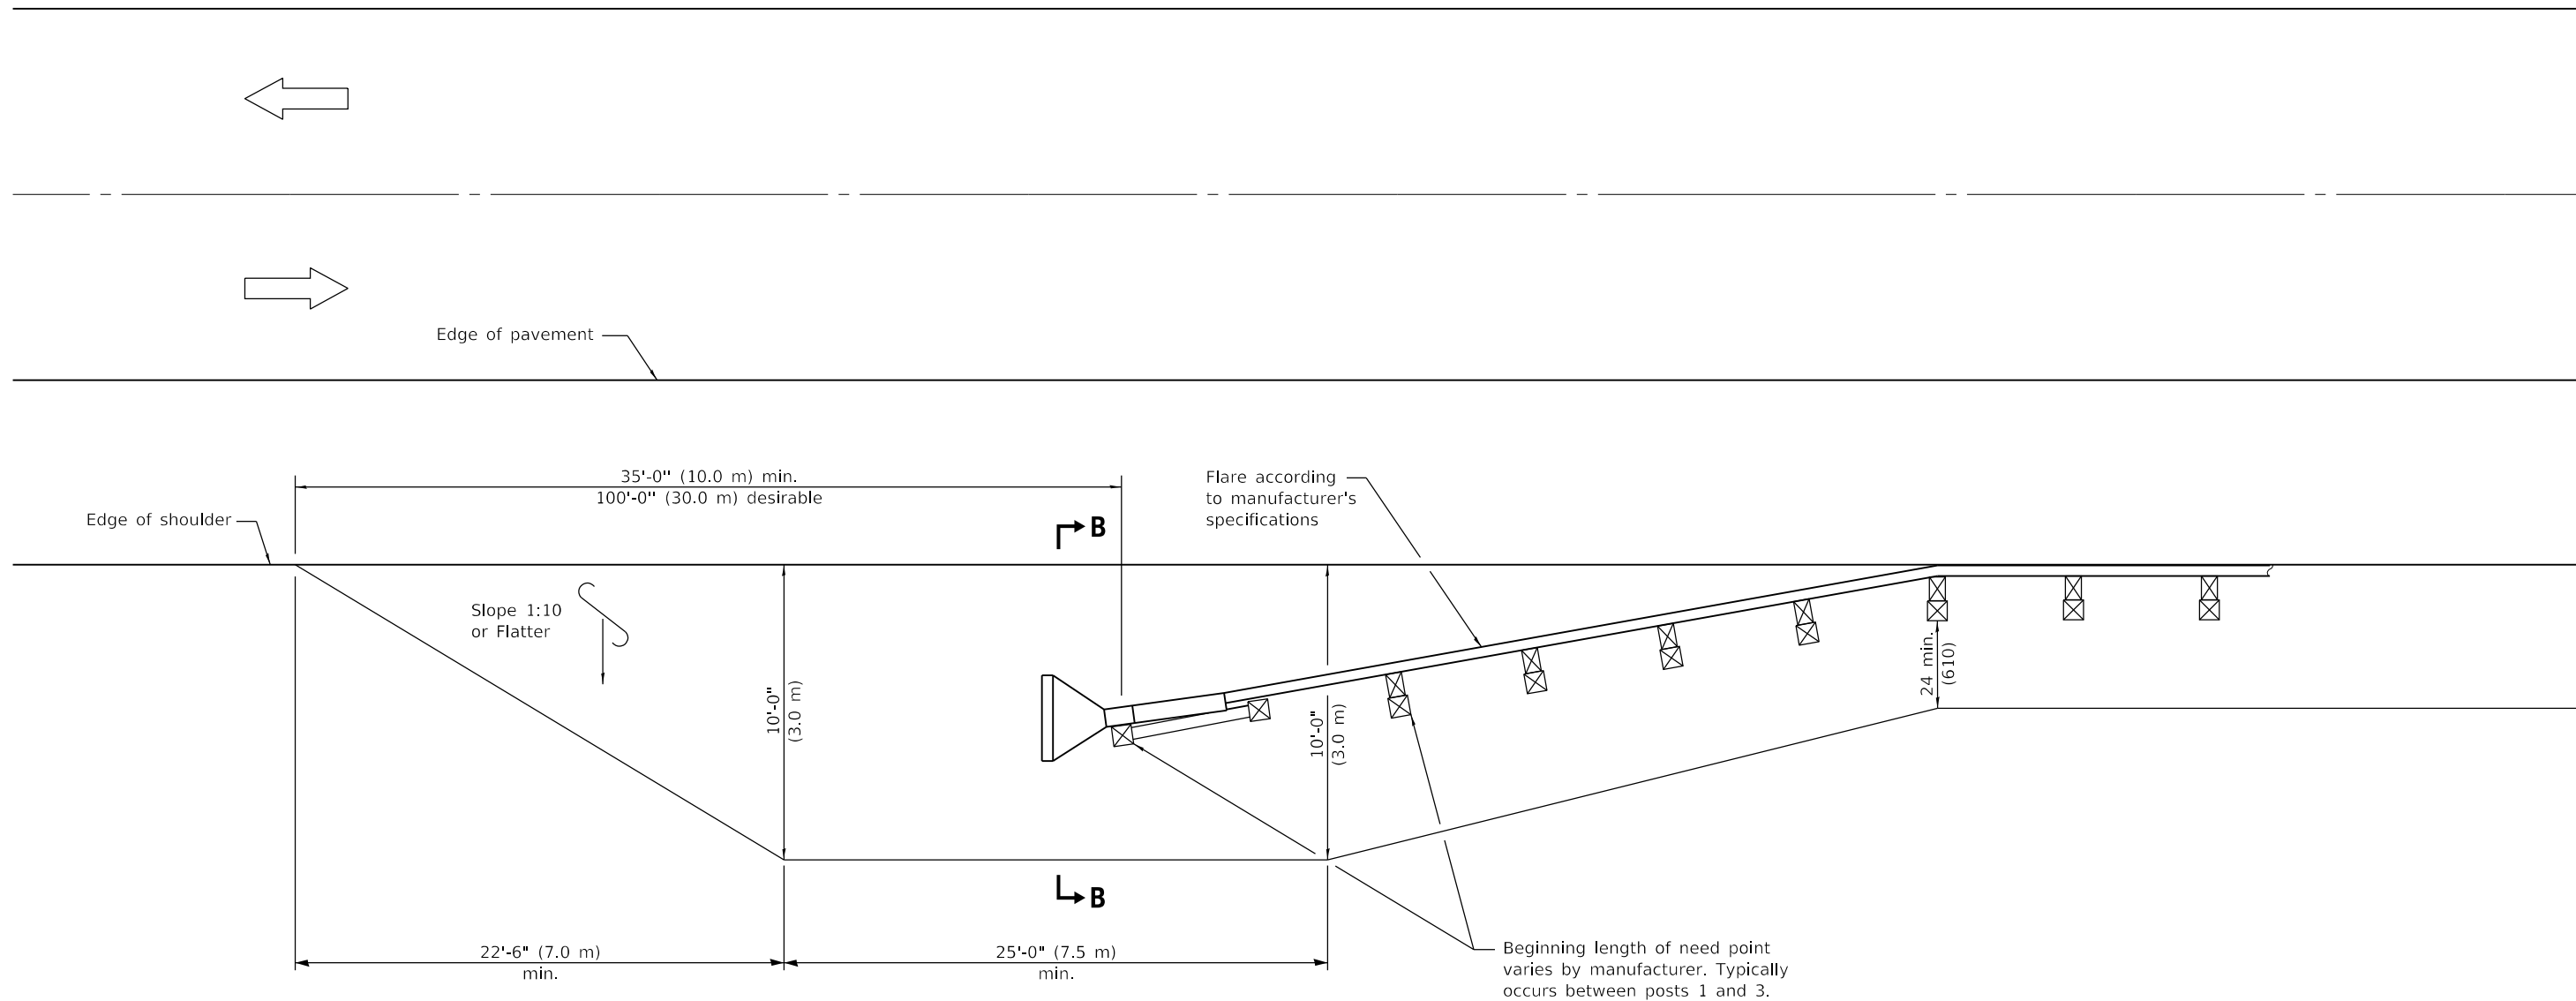 Edge of pavement
35'-0" (10.0 m) min.
100'-0" (30.0 m) desirable
Flare according
to manufacturer's
specifications
Edge of shoulder
B
Slope 1:10
or Flatter
10'-0"
(3.0 m)
10'-0"
(3.0 m)
24 min.
(610)
B
22'-6" (7.0 m)
min.
25'-0" (7.5 m)
min.
Beginning length of need point
varies by manufacturer. Typically
occurs between posts 1 and 3.